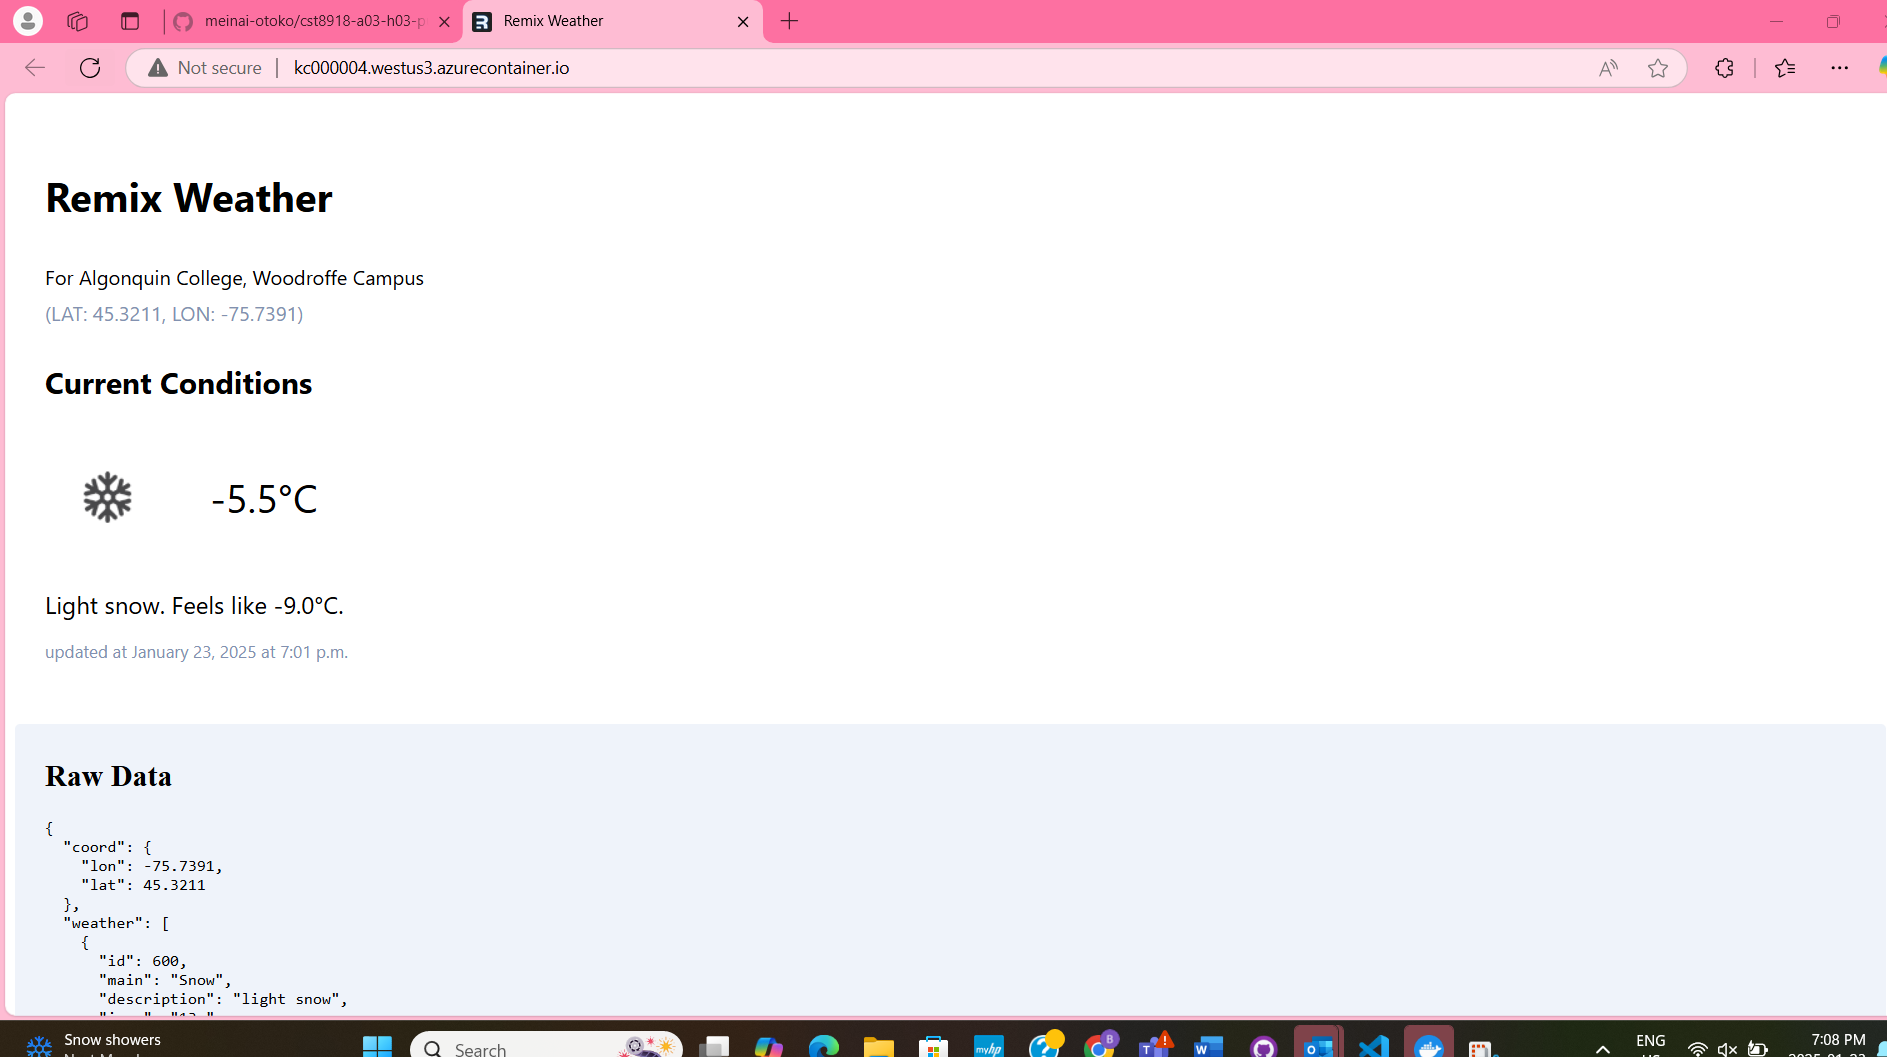 meinai-otoko/cst8918-a03-h03-p
Remix Weather
Not secure
kc000004.westus3.azurecontainer.io
Remix Weather
For Algonquin College, Woodroffe Campus
(LAT: 45.3211, LON: -75.7391)
Current Conditions
-5.5°C
Light snow. Feels like -9.0°C.
updated at January 23, 2025 at 7:01 p.m.
Raw Data
{
"coord": {
"lon": -75.7391,
"lat": 45.3211
},
"weather": [
{
"id": 600,
"main": "Snow",
"description": "light snow",
Snow showers
Search
myhp
B
ENG
7:08 PM